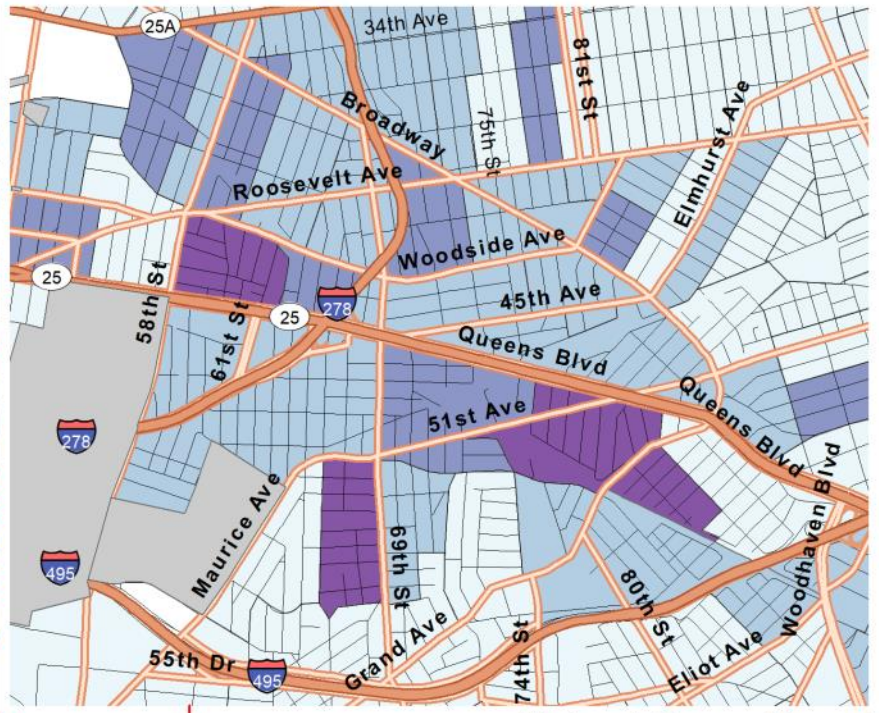 25A
34th Ave
81st St
Broadway
75th St
Elmhurst Ave
Roosevelt Ave
Woodside Ave
25
58th St
278
45th Ave
25
61st St
Queens Blvd
Queens Blvd
51st Ave
278
Maurice Ave
Woodhaven Blvd
69th St
495
80th St
Grand Ave
74th St
55th Dr
495
Eliot Ave